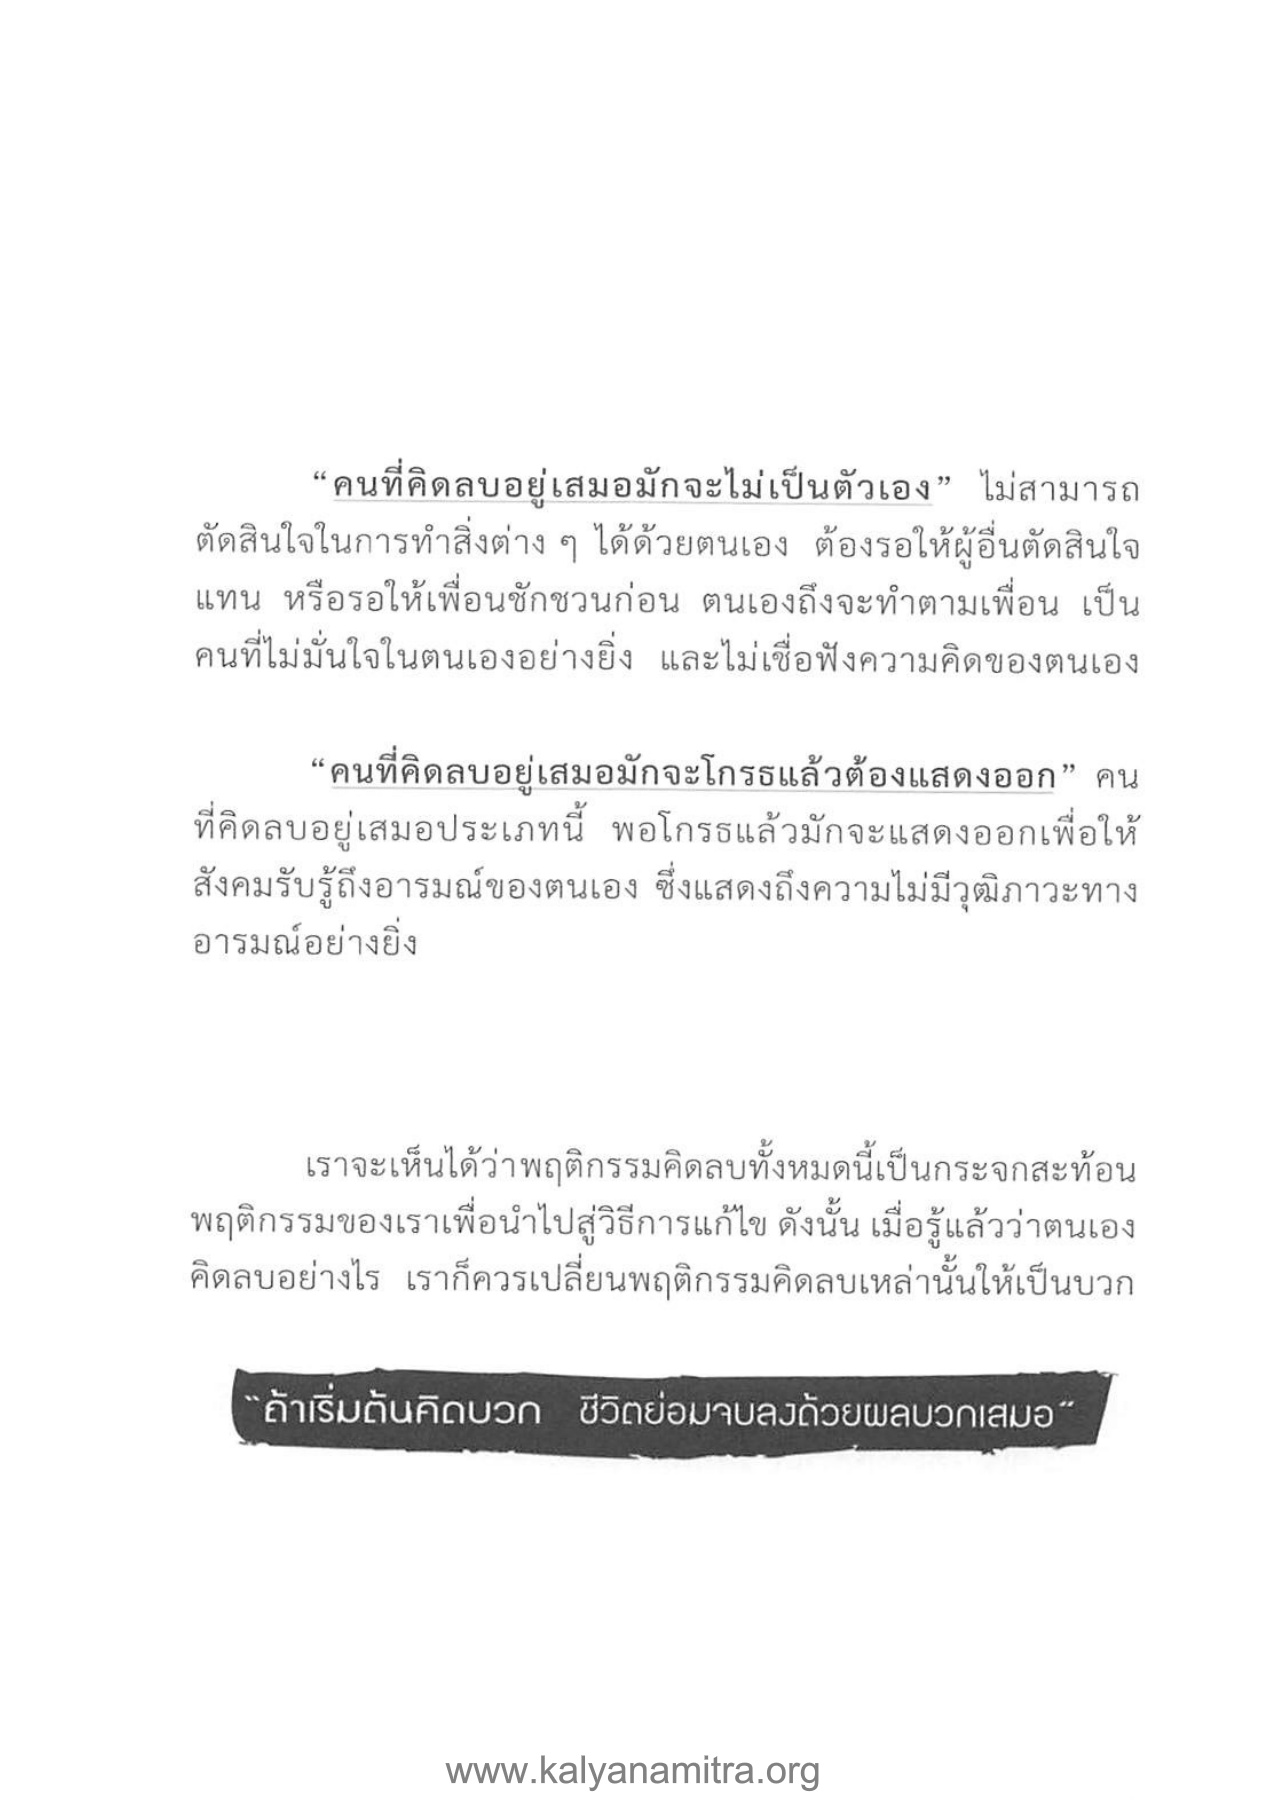 “คนที่คิดลบอยู่เสมอมักจะไม่เป็นตัวเอง” ไม่สามารถ
ตัดสินใจในการทำสิ่งต่าง ๆ ได้ด้วยตนเอง ต้องรอให้ผู้อื่นตัดสินใจ
แทน หรือรอให้เพื่อนชักชวนก่อน ตนเองถึงจะทำตามเพื่อน เป็น
คนที่ไม่มั่นใจในตนเองอย่างยิ่ง และไม่เชื่อฟังความคิดของตนเอง
“คนที่คิดลบอยู่เสมอมักจะโกรธแล้วต้องแสดงออก” คน
ที่คิดลบอยู่เสมอประเภทนี้ พอโกรธแล้วมักจะแสดงออกเพื่อให้
สังคมรับรู้ถึงอารมณ์ของตนเอง ซึ่งแสดงถึงความไม่มีวุฒิภาวะทาง
อารมณ์อย่างยิ่ง
เราจะเห็นได้ว่าพฤติกรรมคิดลบทั้งหมดนี้เป็นกระจกสะท้อน
พฤติกรรมของเราเพื่อนำไปสู่วิธีการแก้ไข ดังนั้น เมื่อรู้แล้วว่าตนเอง
คิดลบอย่างไร เราก็ควรเปลี่ยนพฤติกรรมคิดลบเหล่านั้นให้เป็นบวก
“ถ้าเริ่มต้นคิดบวก ชีวิตย่อมจบลงด้วยผลบวกเสมอ”
www.kalyanamitra.org